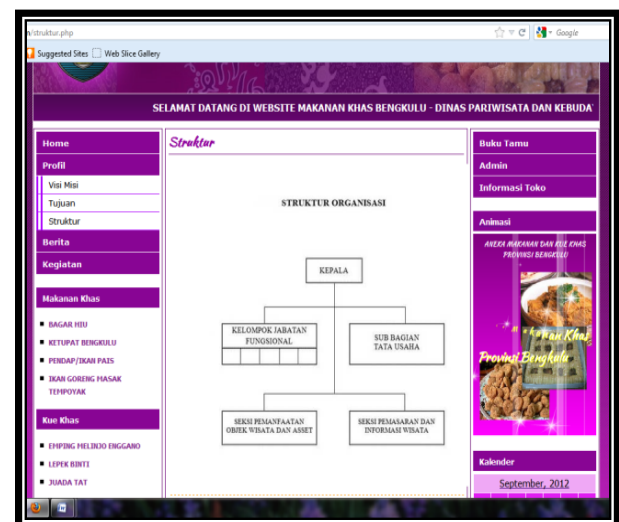 n/struktur.php
Google
Suggested Sites
Web Slice Gallery
SELAMAT DATANG DI WEBSITE MAKANAN KHAS BENGKULU - DINAS PARIWISATA DAN KEBUDA
Home
Profil
Visi Misi
Tujuan
Struktur
Berita
Kegiatan
Makanan Khas
BAGAR HIU
KETUPAT BENGKULU
PENDAP/IKAN PAIS
IKAN GORENG MASAK
TEMPOYAK
Kue Khas
EMPING MELINJO ENGGANO
LEPEK BINTI
JUADA TAT
Struktur
STRUKTUR ORGANISASI
KEPALA
KELOMPOK JABATAN
FUNGSIONAL
SUB BAGIAN
TATA USAHA
SEKSI PEMANFAATAN
OBJEK WISATA DAN ASSET
SEKSI PEMASARAN DAN
INFORMASI WISATA
Buku Tamu
Admin
Informasi Toko
Animasi
ANEKA MAKANAN DAN KUE KHAS
PROVINSI BENGKULU
Makanan Khas
Provinsi Bengkulu
Kalender
September, 2012